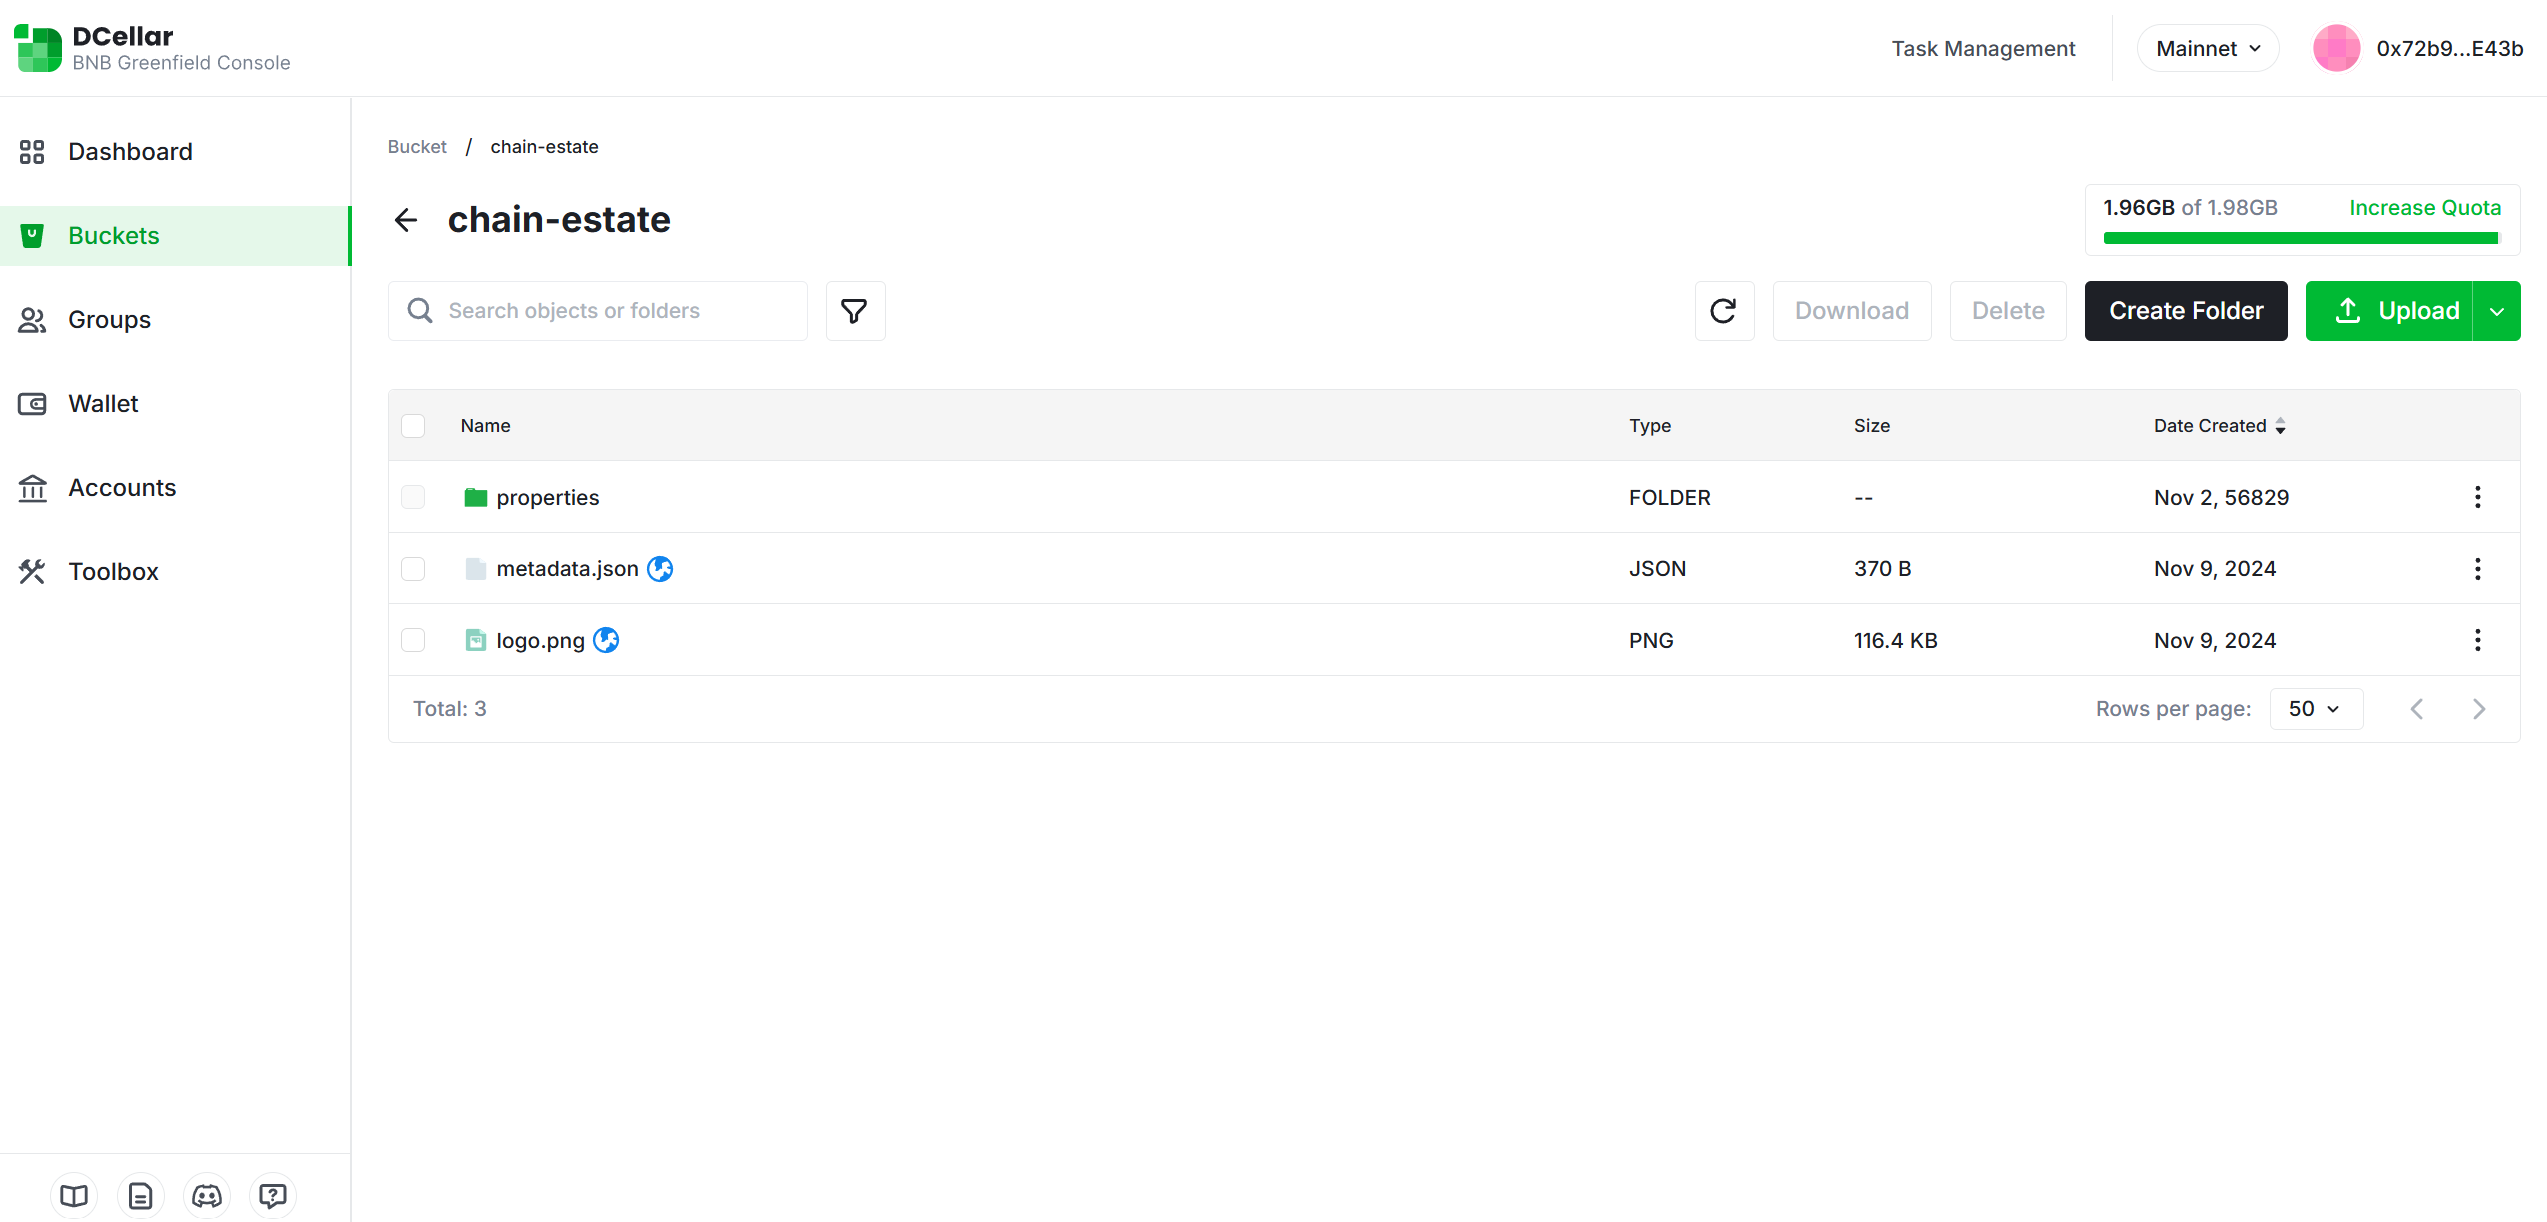 DCellar
BNB Greenfield Console
Task Management
Mainnet
0x72b9...E43b
Dashboard
Buckets
Groups
Wallet
Accounts
Toolbox
Bucket / chain-estate
chain-estate
1.96GB of 1.98GB Increase Quota
Search objects or folders
Download
Delete
Create Folder
Upload
Name Type Size Date Created
properties FOLDER -- Nov 2, 56829
metadata.json JSON 370 B Nov 9, 2024
logo.png PNG 116.4 KB Nov 9, 2024
Total: 3 Rows per page: 50